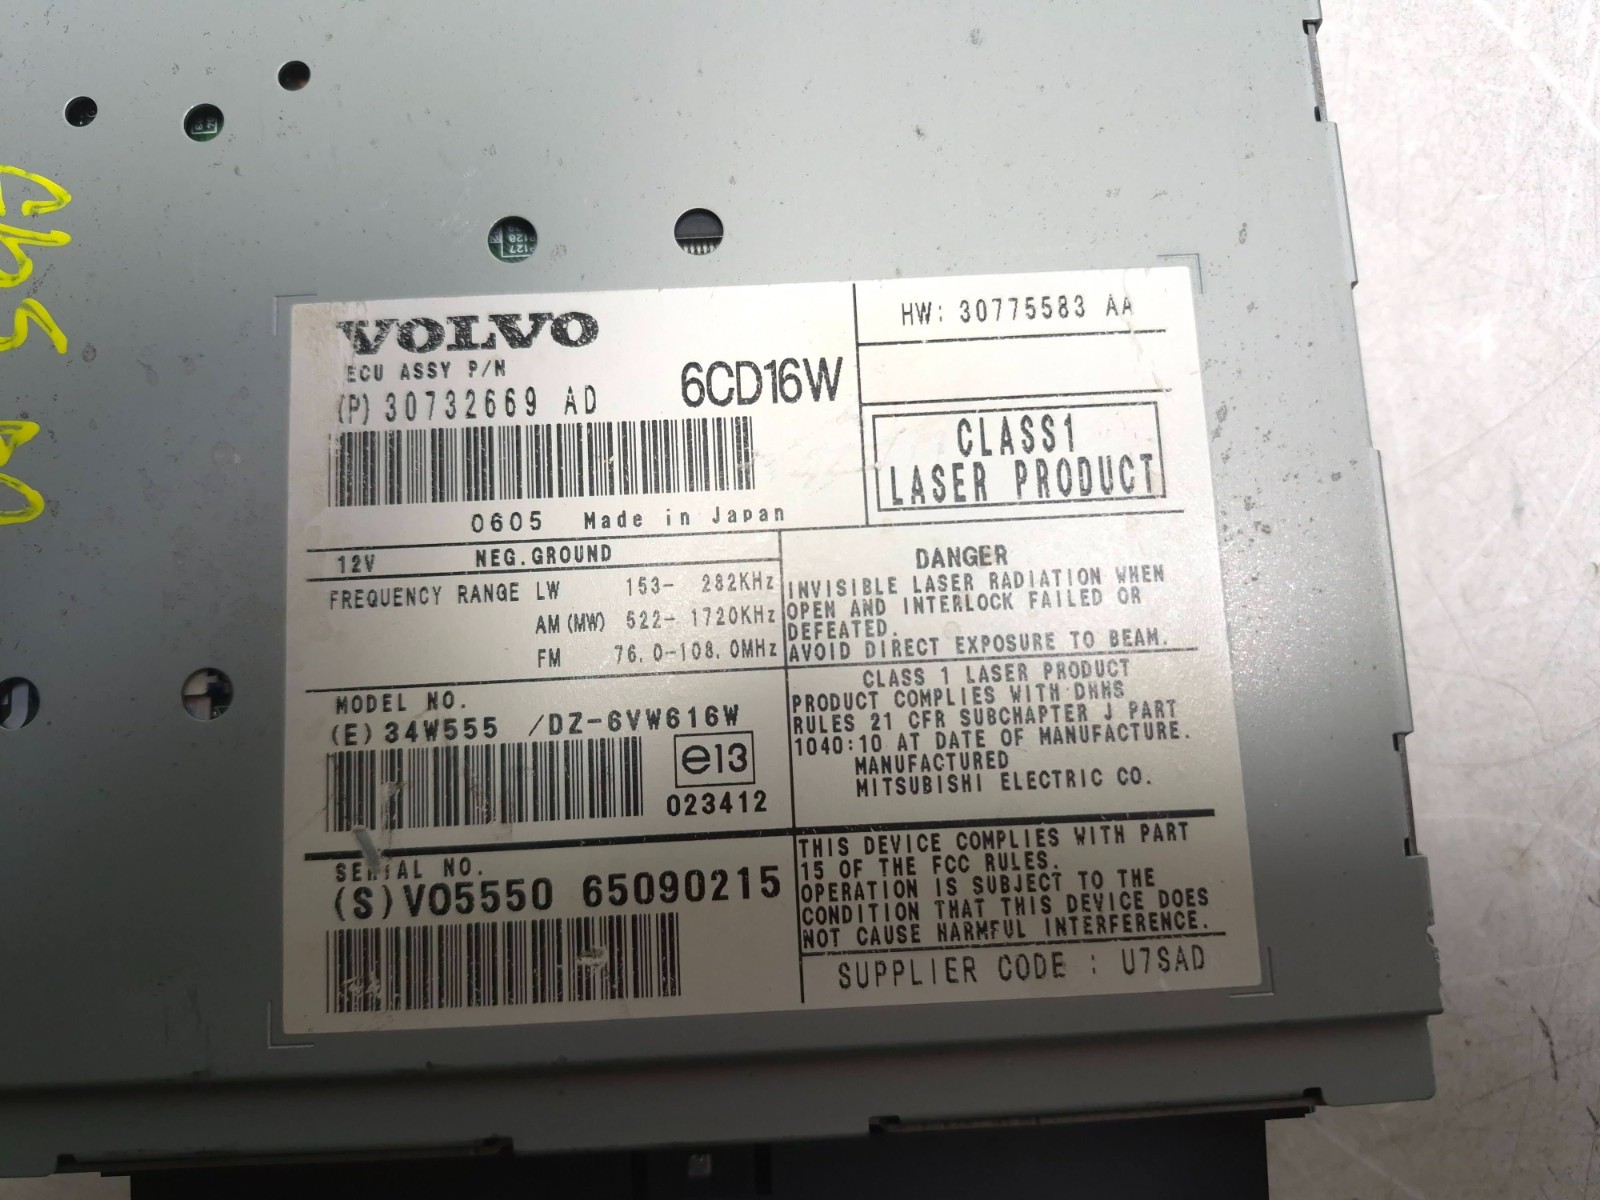 VOLVO
ECU ASSY P/N
(P) 30732669 AD
6CD16W
0605 Made in Japan
HW: 30775583 AA
CLASS1
LASER PRODUCT
12V NEG. GROUND
FREQUENCY RANGE LW 153- 282KHz
AM (MW) 522- 1720KHz
FM 76.0-108.0MHz
DANGER
INVISIBLE LASER RADIATION WHEN
OPEN AND INTERLOCK FAILED OR
DEFEATED.
AVOID DIRECT EXPOSURE TO BEAM.
MODEL NO.
(E) 34W555 /DZ-6VW616W
e13
023412
CLASS 1 LASER PRODUCT
PRODUCT COMPLIES WITH DHHS
RULES 21 CFR SUBCHAPTER J PART
1040:10 AT DATE OF MANUFACTURE.
MANUFACTURED
MITSUBISHI ELECTRIC CO.
SERIAL NO.
(S) VO5550 65090215
THIS DEVICE COMPLIES WITH PART
15 OF THE FCC RULES.
OPERATION IS SUBJECT TO THE
CONDITION THAT THIS DEVICE DOES
NOT CAUSE HARMFUL INTERFERENCE.
SUPPLIER CODE : U7SAD